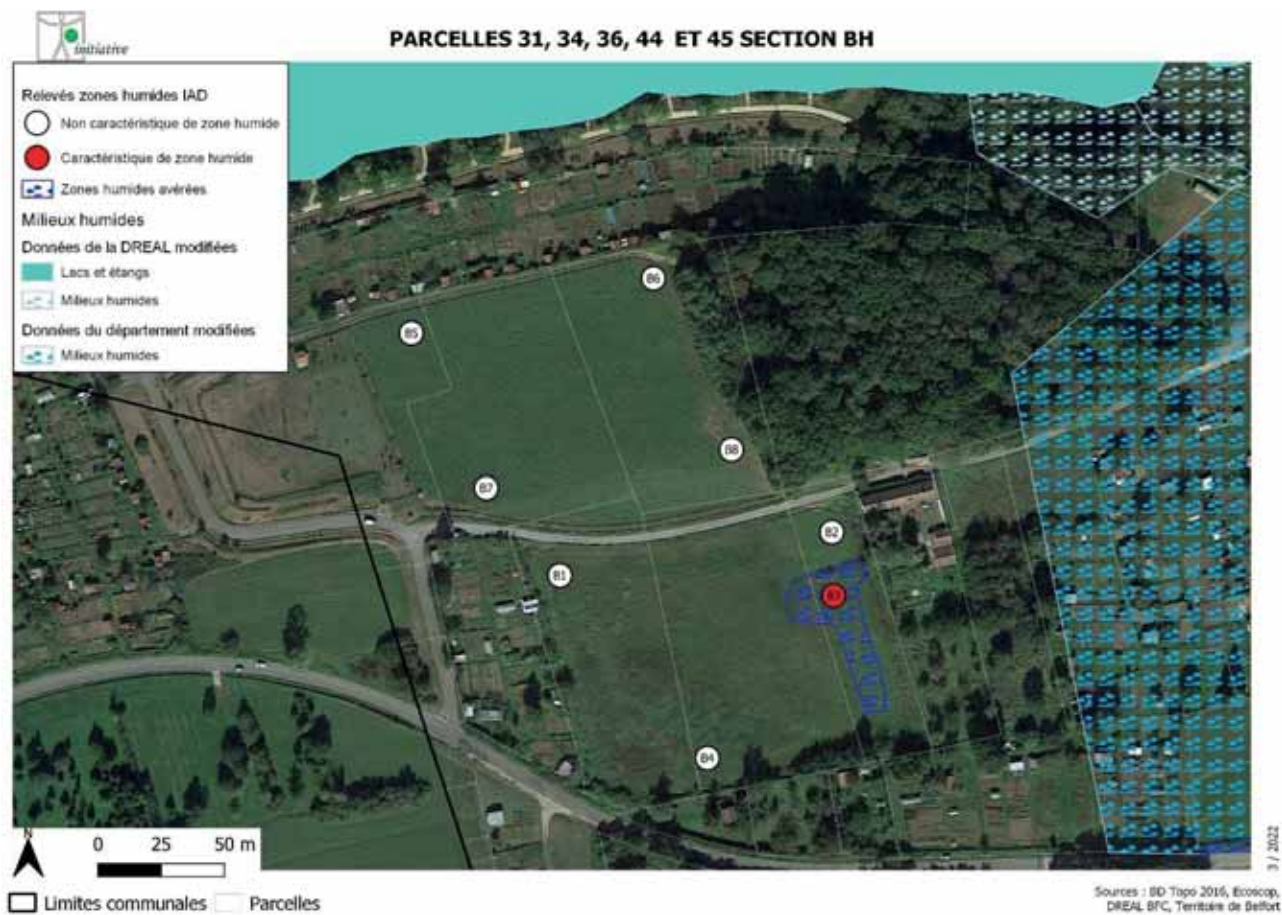 initiative
PARCELLES 31, 34, 36, 44 ET 45 SECTION BH
Relevés zones humides IAD
Non caractéristique de zone humide
Caractéristique de zone humide
Zones humides avérées
Milieux humides
Données de la DREAL modifiées
Lacs et étangs
Milieux humides
Données du département modifiées
Milieux humides
B6
B5
B8
B7
B2
B1
B3
B4
N
0 25 50 m
Limites communales Parcelles
3 / 2022
Sources : BD Topo 2016, Ecoscop,
DREAL BFC, Territoire de Belfort